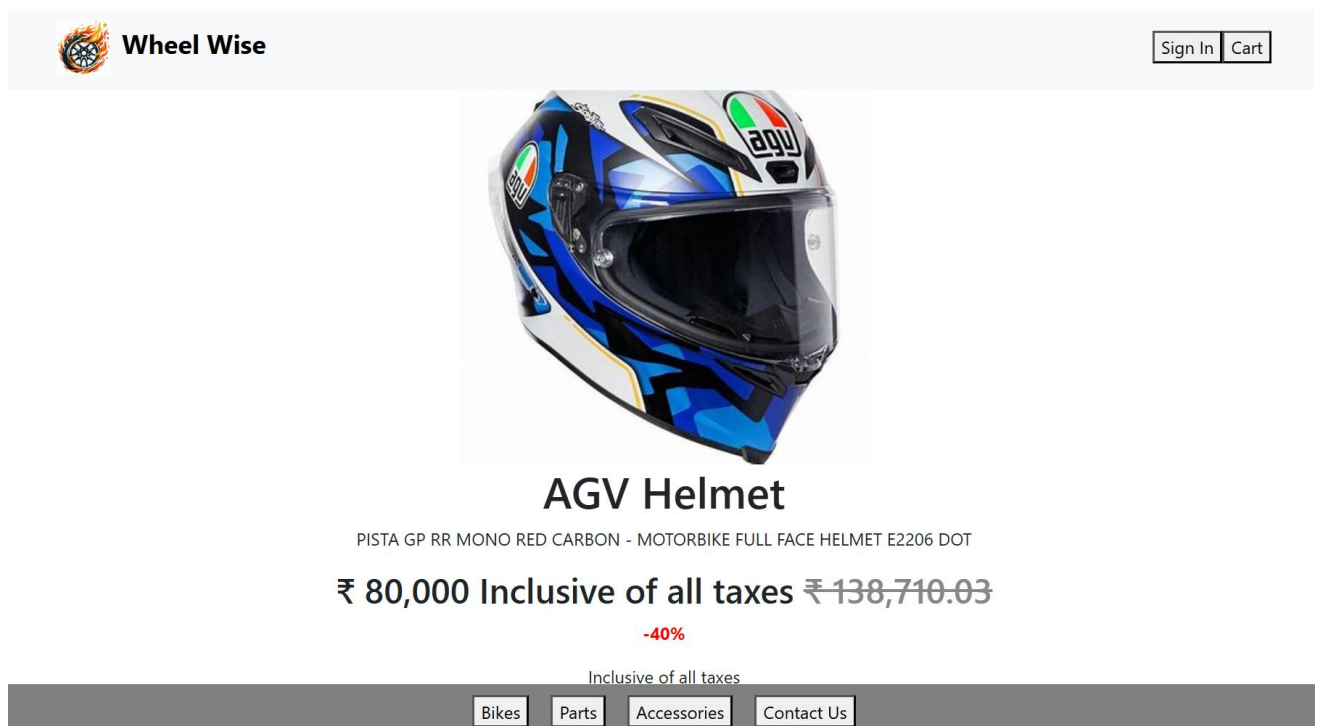 Wheel Wise
Sign In Cart
agv
agv
AGV Helmet
PISTA GP RR MONO RED CARBON - MOTORBIKE FULL FACE HELMET E2206 DOT
₹ 80,000 Inclusive of all taxes ₹ 138,710.03
-40%
Inclusive of all taxes
Bikes Parts Accessories Contact Us